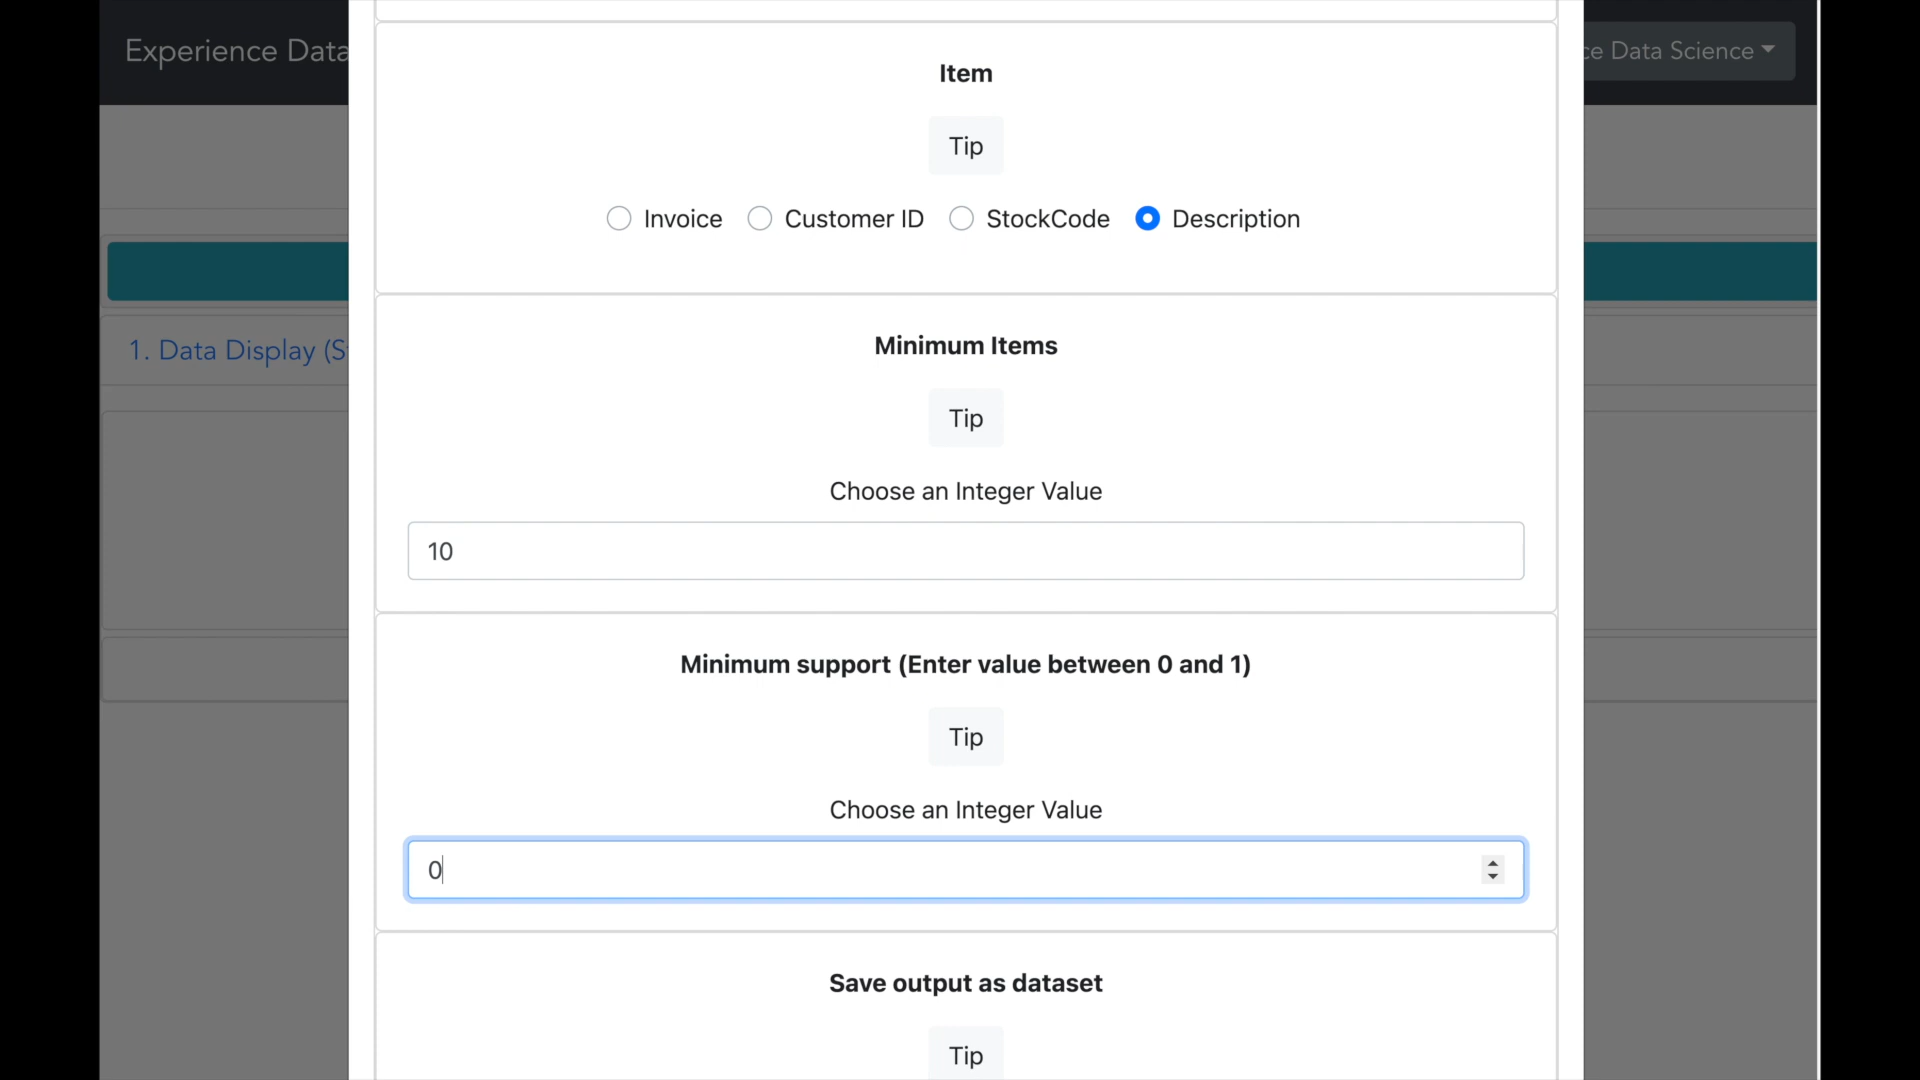 Experience Data
ce Data Science
Item
Tip
Invoice Customer ID StockCode Description
1. Data Display (S
Minimum Items
Tip
Choose an Integer Value
10
Minimum support (Enter value between 0 and 1)
Tip
Choose an Integer Value
0
Save output as dataset
Tip